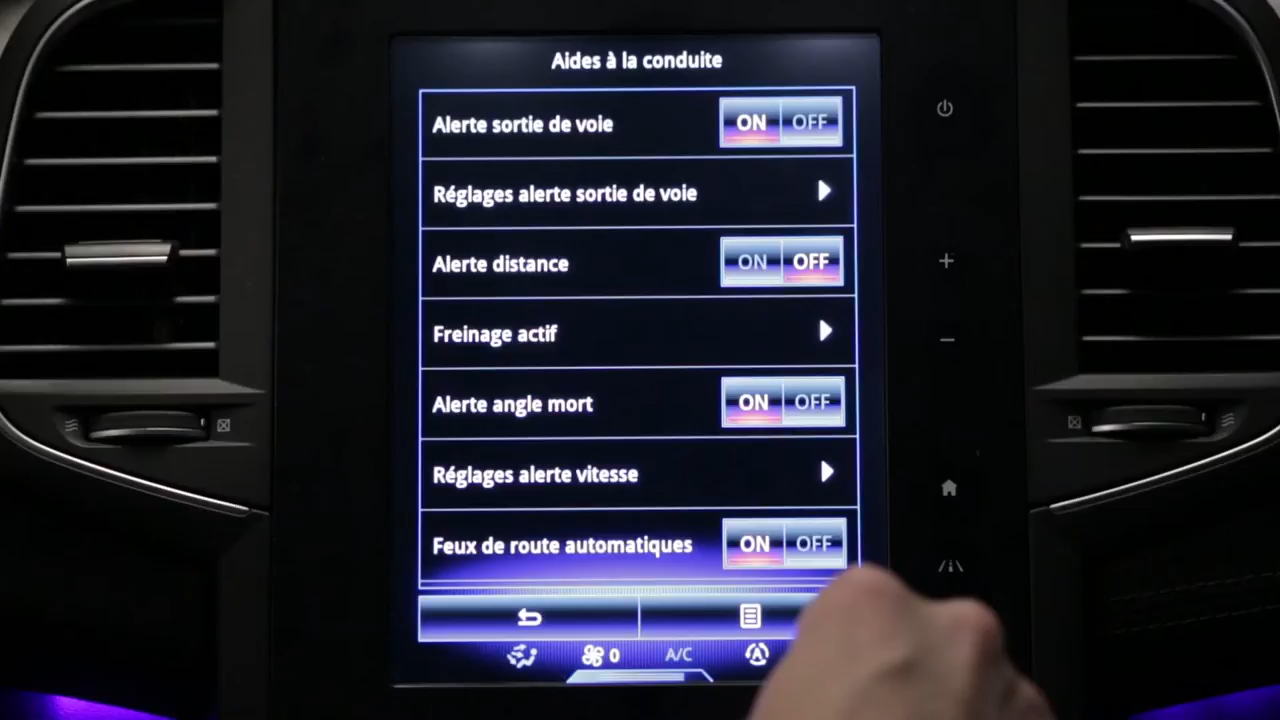 Aides à la conduite
Alerte sortie de voie ON OFF
Réglages alerte sortie de voie
Alerte distance ON OFF
Freinage actif
Alerte angle mort ON OFF
Réglages alerte vitesse
Feux de route automatiques ON OFF
0 A/C A